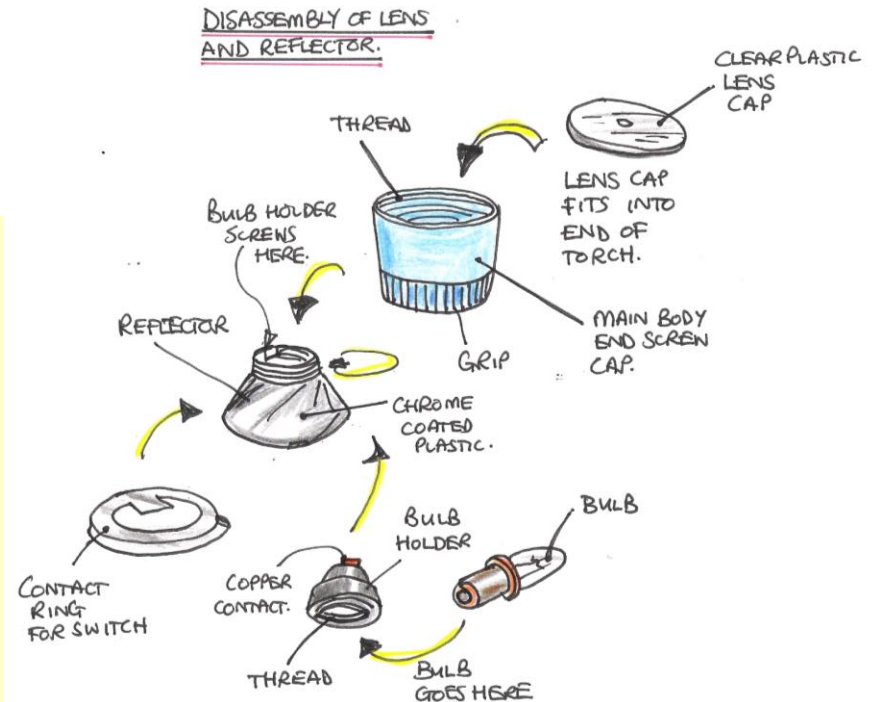 DISASSEMBLY OF LENS
AND REFLECTOR.
CLEAR PLASTIC
LENS
CAP
THREAD
LENS CAP
FITS INTO
END OF
TORCH.
BULB HOLDER
SCREWS
HERE.
REFLECTOR
MAIN BODY
END SCREW
CAP.
GRIP
CHROME
COATED
PLASTIC.
BULB
BULB
HOLDER
COPPER
CONTACT.
CONTACT
RING
FOR SWITCH
THREAD
BULB
GOES HERE